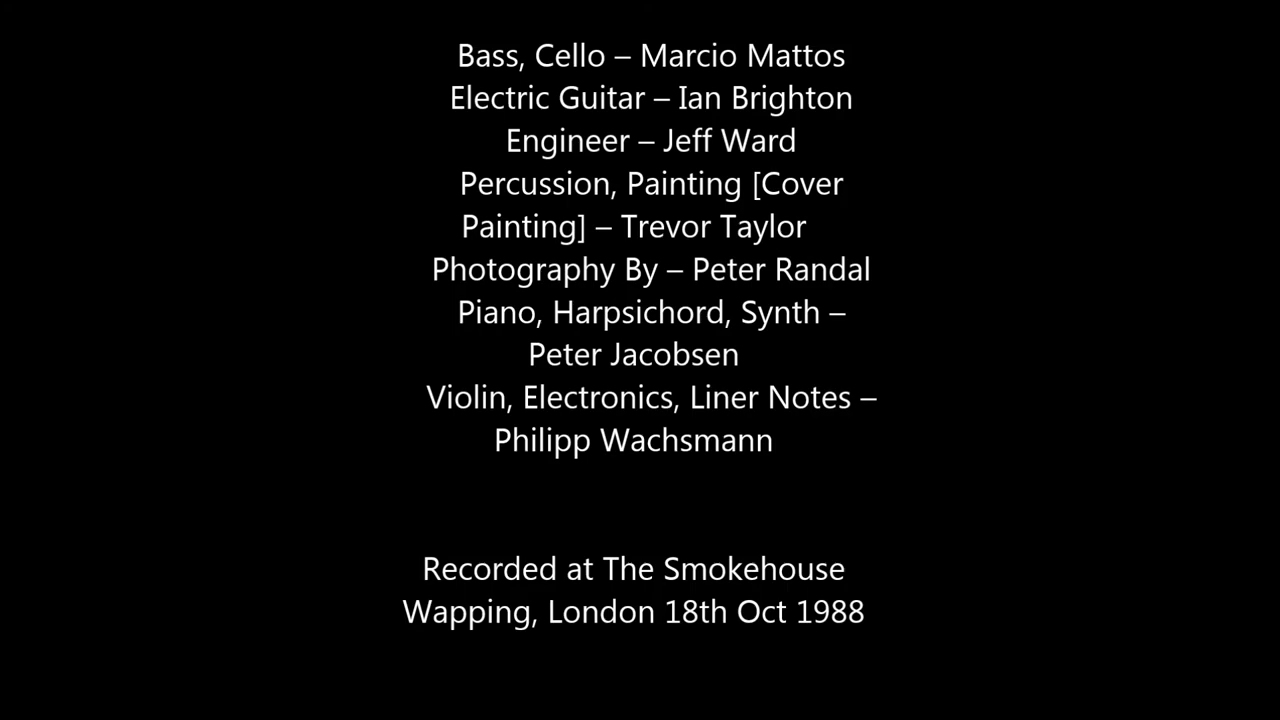 Bass, Cello – Marcio Mattos
Electric Guitar – Ian Brighton
Engineer – Jeff Ward
Percussion, Painting [Cover
Painting] – Trevor Taylor
Photography By – Peter Randal
Piano, Harpsichord, Synth –
Peter Jacobsen
Violin, Electronics, Liner Notes –
Philipp Wachsmann
Recorded at The Smokehouse
Wapping, London 18th Oct 1988